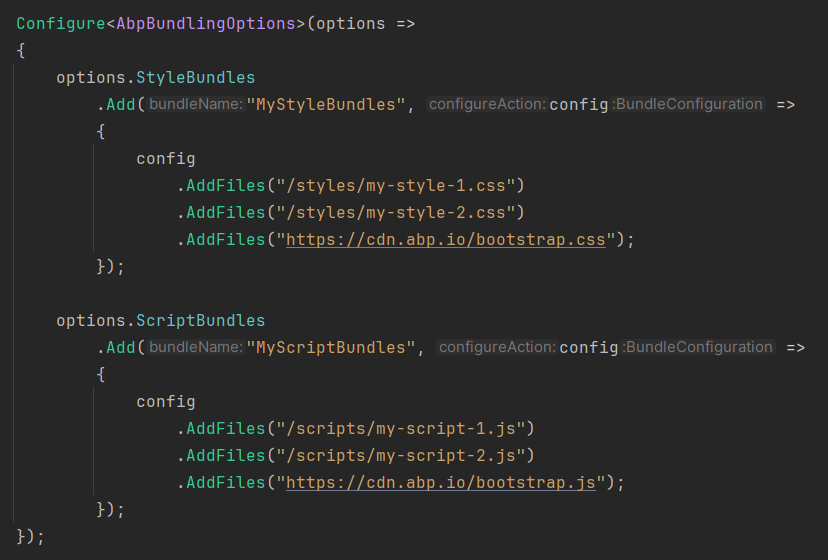 Configure<AbpBundlingOptions>(options =>
{
    options.StyleBundles
        .Add(bundleName:"MyStyleBundles", configureAction:config:BundleConfiguration =>
        {
            config
                .AddFiles("/styles/my-style-1.css")
                .AddFiles("/styles/my-style-2.css")
                .AddFiles("https://cdn.abp.io/bootstrap.css");
        });

    options.ScriptBundles
        .Add(bundleName:"MyScriptBundles", configureAction:config:BundleConfiguration =>
        {
            config
                .AddFiles("/scripts/my-script-1.js")
                .AddFiles("/scripts/my-script-2.js")
                .AddFiles("https://cdn.abp.io/bootstrap.js");
        });
});